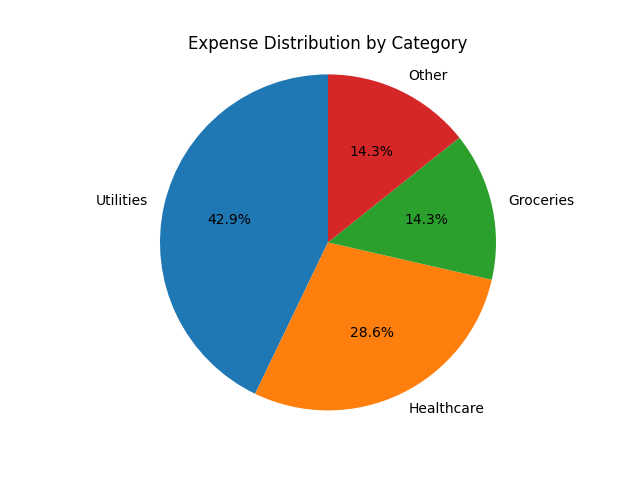 Expense Distribution by Category
Other
14.3%
Utilities
42.9%
14.3%
Groceries
28.6%
Healthcare